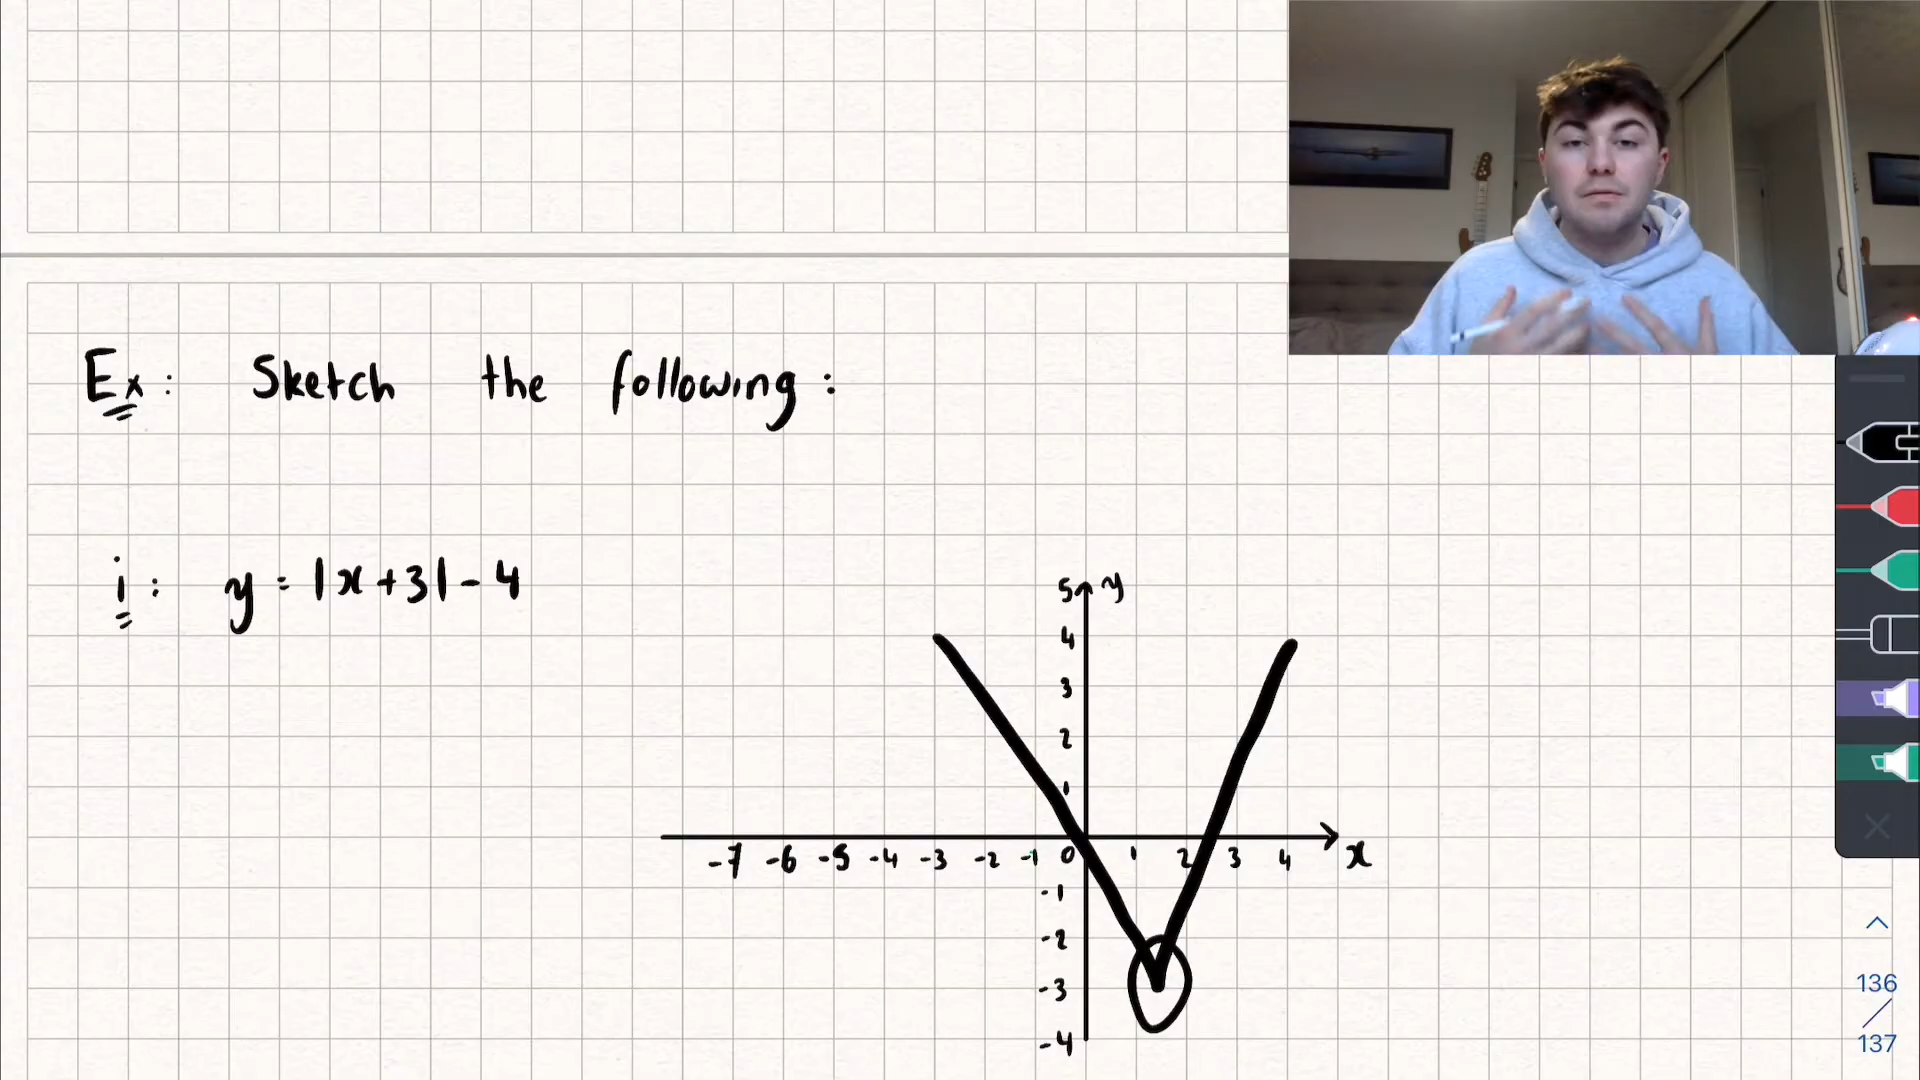 Ex: Sketch the following:
i: y = |x+3| - 4
5 y
4
3
2
1
-7 -6 -5 -4 -3 -2 -1 0 1 2 3 4 x
-1
-2
-3
-4
136
/
137